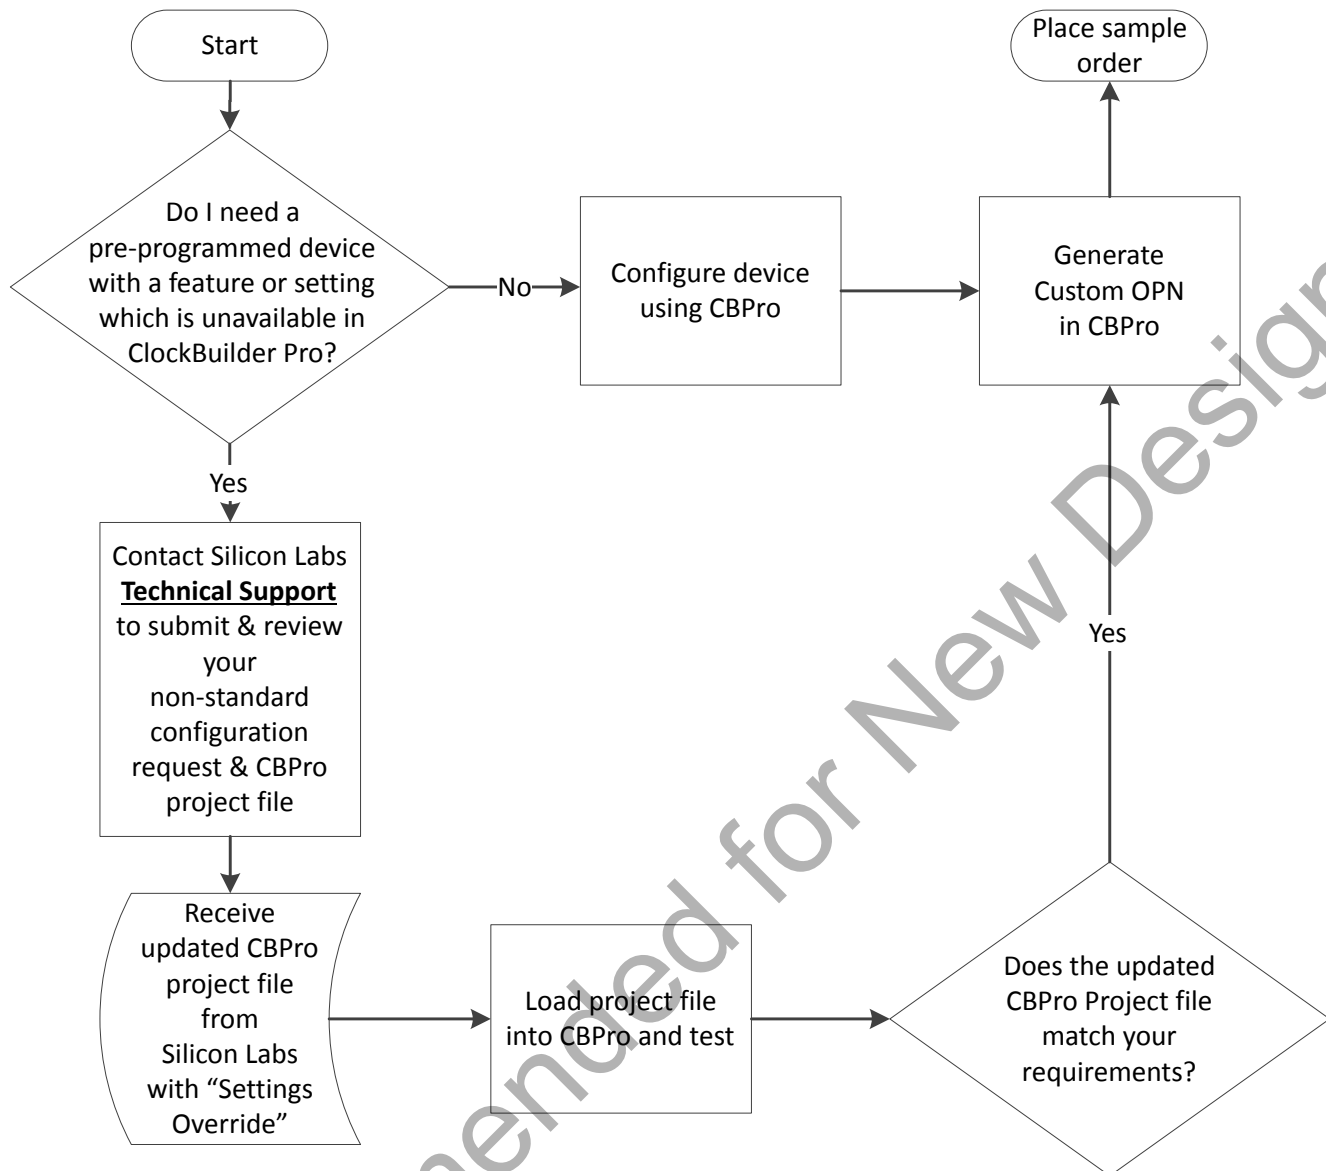 Start
Place sample
order
Do I need a
pre-programmed device
with a feature or setting
which is unavailable in
ClockBuilder Pro?
No
Configure device
using CBPro
Generate
Custom OPN
in CBPro
Yes
Contact Silicon Labs
Technical Support
to submit & review
your
non-standard
configuration
request & CBPro
project file
Yes
Receive
updated CBPro
project file
from
Silicon Labs
with “Settings
Override”
Load project file
into CBPro and test
Does the updated
CBPro Project file
match your
requirements?
for New